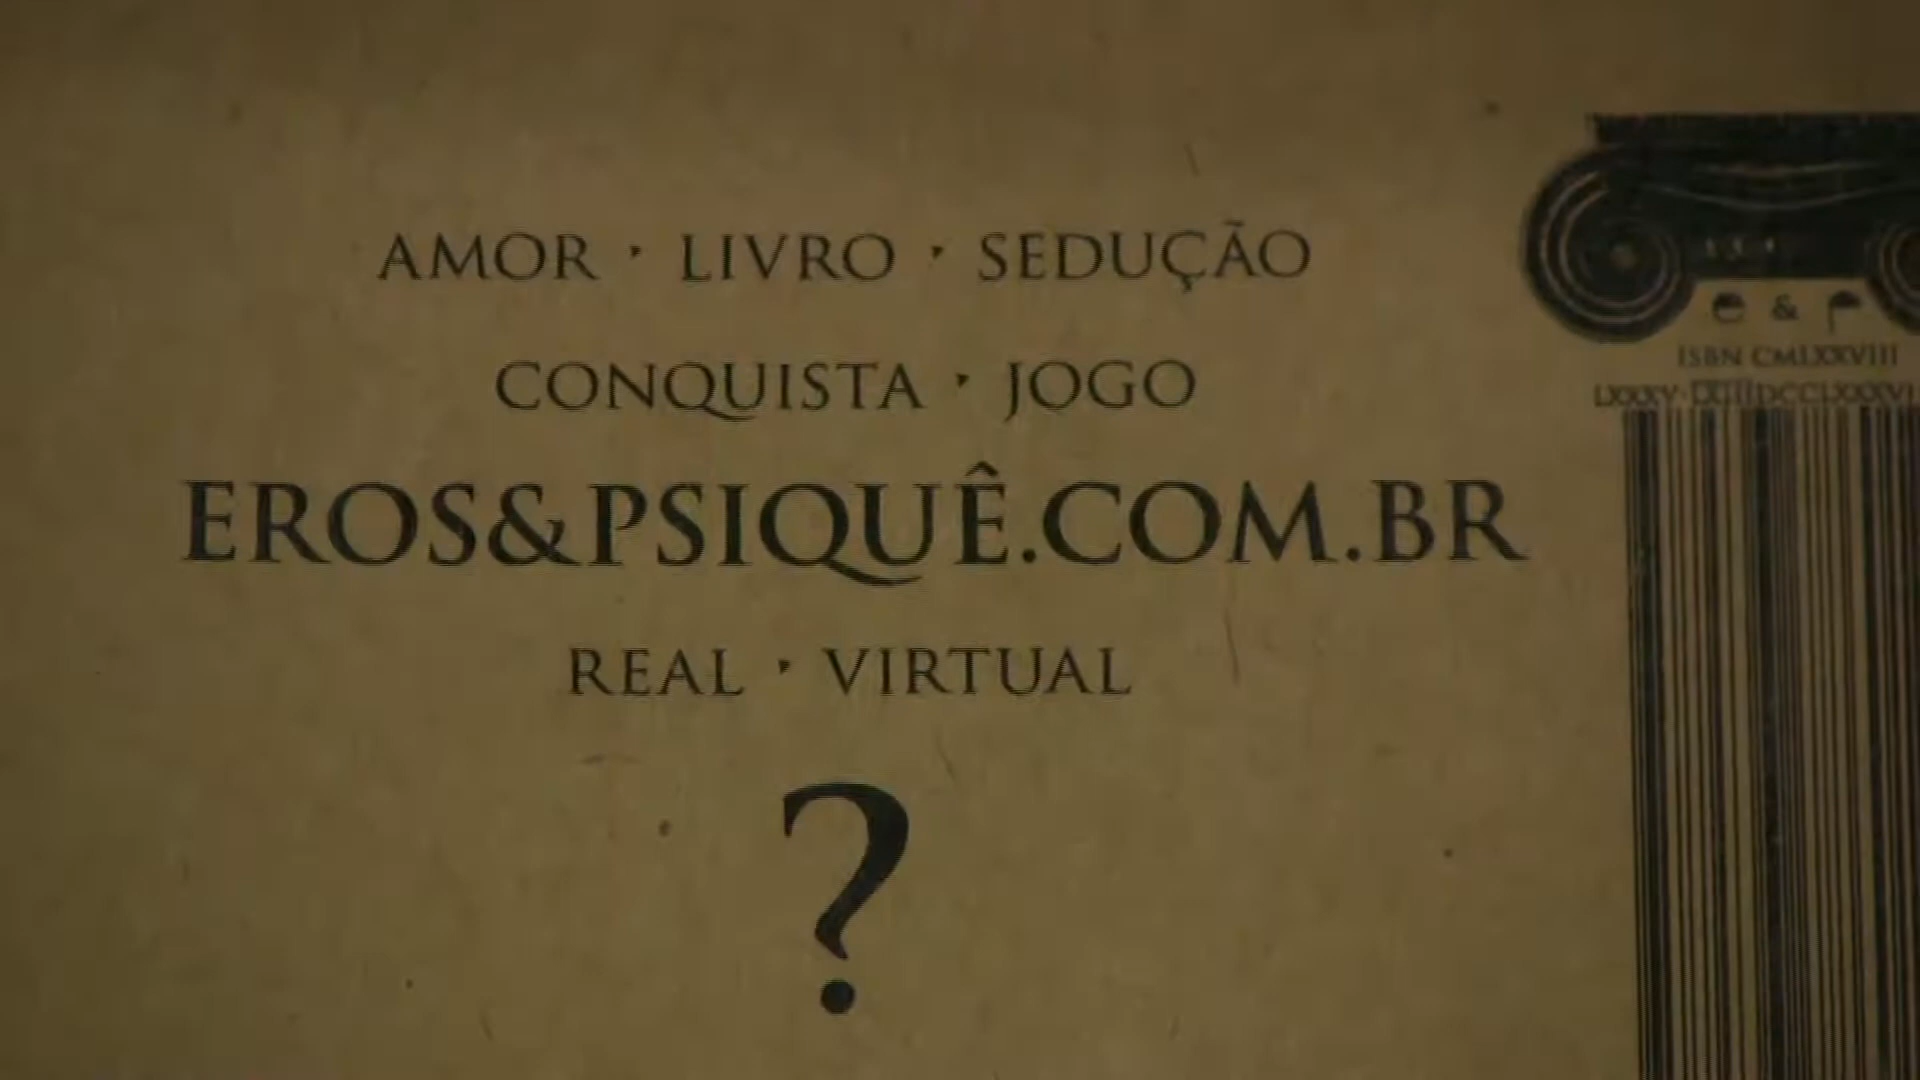 AMOR · LIVRO · SEDUÇÃO
CONQUISTA · JOGO
EROS&PSIQUÊ.COM.BR
REAL · VIRTUAL
?
e & p
ISBN CMLXXVIII